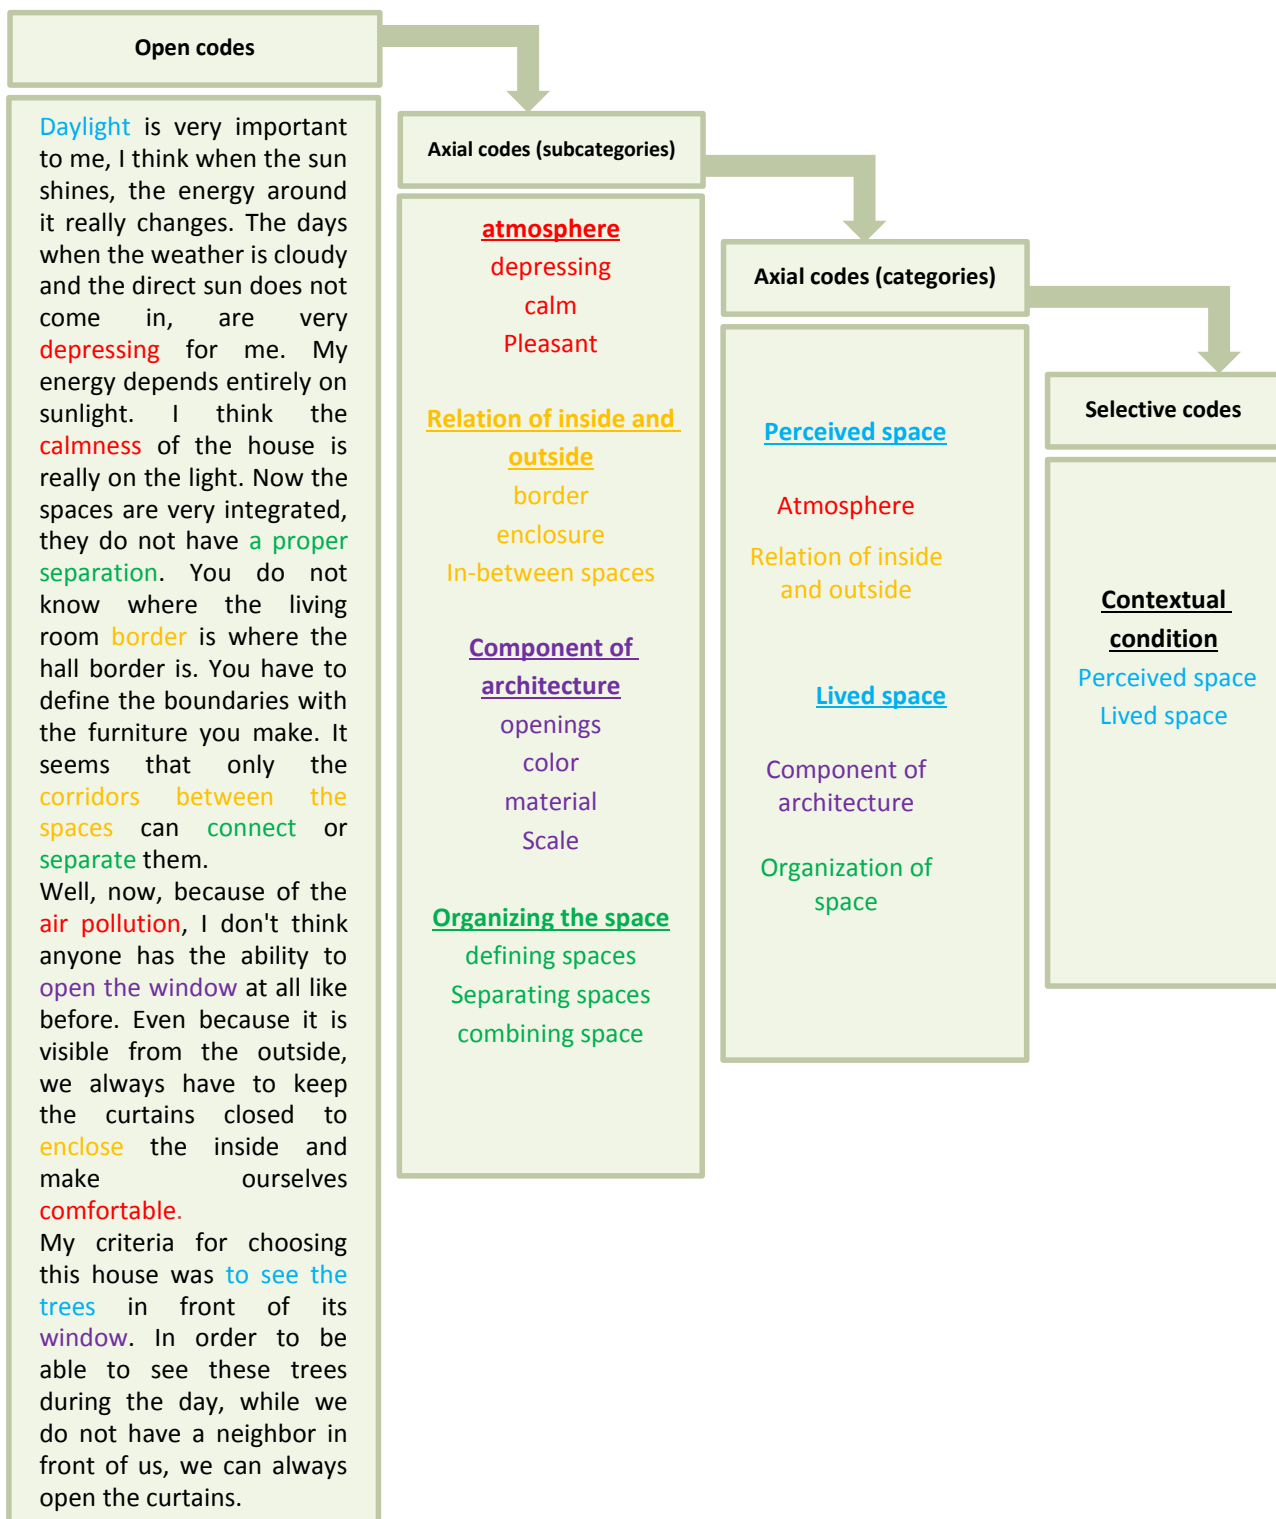 Open codes
Daylight is very important
to me, I think when the sun
shines, the energy around
it really changes. The days
when the weather is cloudy
and the direct sun does not
come in, are very
depressing for me. My
energy depends entirely on
sunlight. I think the
calmness of the house is
really on the light. Now the
spaces are very integrated,
they do not have a proper
separation. You do not
know where the living
room border is where the
hall border is. You have to
define the boundaries with
the furniture you make. It
seems that only the
corridors between the
spaces can connect or
separate them.
Well, now, because of the
air pollution, I don't think
anyone has the ability to
open the window at all like
before. Even because it is
visible from the outside,
we always have to keep
the curtains closed to
enclose the inside and
make ourselves
comfortable.
My criteria for choosing
this house was to see the
trees in front of its
window. In order to be
able to see these trees
during the day, while we
do not have a neighbor in
front of us, we can always
open the curtains.
Axial codes (subcategories)
atmosphere
depressing
calm
Pleasant
Relation of inside and
outside
border
enclosure
In-between spaces
Component of
architecture
openings
color
material
Scale
Organizing the space
defining spaces
Separating spaces
combining space
Axial codes (categories)
Perceived space
Atmosphere
Relation of inside
and outside
Lived space
Component of
architecture
Organization of
space
Selective codes
Contextual
condition
Perceived space
Lived space